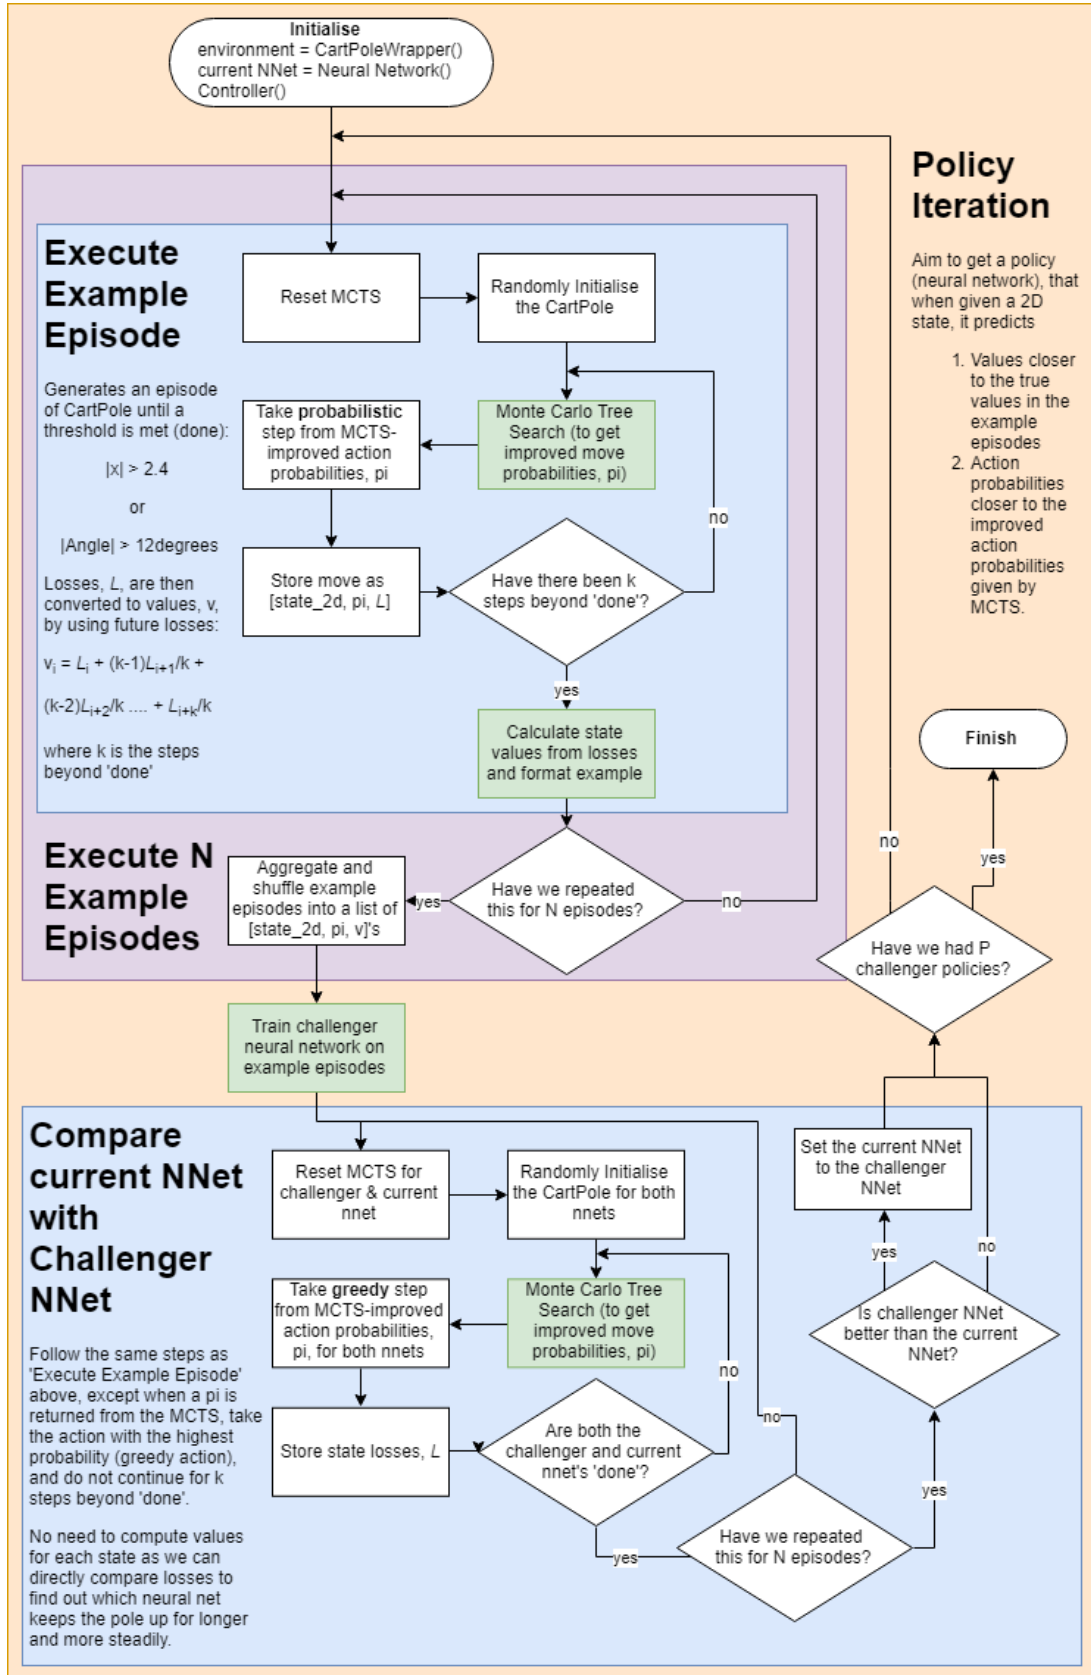 Initialise
environment = CartPoleWrapper()
current NNet = Neural Network()
Controller()
Policy
Iteration
Aim to get a policy
(neural network), that
when given a 2D
state, it predicts
1. Values closer
to the true
values in the
example
episodes
2. Action
probabilities
closer to the
improved
action
probabilities
given by
MCTS.
Execute
Example
Episode
Generates an episode
of CartPole until a
threshold is met (done):
|x| > 2.4
or
|Angle| > 12degrees
Losses, L, are then
converted to values, v,
by using future losses:
vᵢ = Lᵢ + (k-1)Lᵢ₊₁/k +
(k-2)Lᵢ₊₂/k .... + Lᵢ₊ₖ/k
where k is the steps
beyond 'done'
Reset MCTS
Randomly Initialise
the CartPole
Take probabilistic
step from MCTS-
improved action
probabilities, pi
Monte Carlo Tree
Search (to get
improved move
probabilities, pi)
no
Store move as
[state_2d, pi, L]
Have there been k
steps beyond 'done'?
yes
Calculate state
values from losses
and format example
Execute N
Example
Episodes
Aggregate and
shuffle example
episodes into a list of
[state_2d, pi, v]'s
yes
Have we repeated
this for N episodes?
no
Finish
no
yes
Have we had P
challenger policies?
Train challenger
neural network on
example episodes
Compare
current NNet
with
Challenger
NNet
Follow the same steps as
'Execute Example Episode'
above, except when a pi is
returned from the MCTS, take
the action with the highest
probability (greedy action),
and do not continue for k
steps beyond 'done'.
No need to compute values
for each state as we can
directly compare losses to
find out which neural net
keeps the pole up for longer
and more steadily.
Reset MCTS for
challenger & current
nnet
Randomly Initialise
the CartPole for both
nnets
Take greedy step
from MCTS-improved
action probabilities,
pi, for both nnets
Monte Carlo Tree
Search (to get
improved move
probabilities, pi)
no
Store state losses, L
Are both the
challenger and current
nnet's 'done'?
yes
no
Have we repeated
this for N episodes?
yes
Set the current NNet
to the challenger
NNet
yes
no
Is challenger NNet
better than the current
NNet?